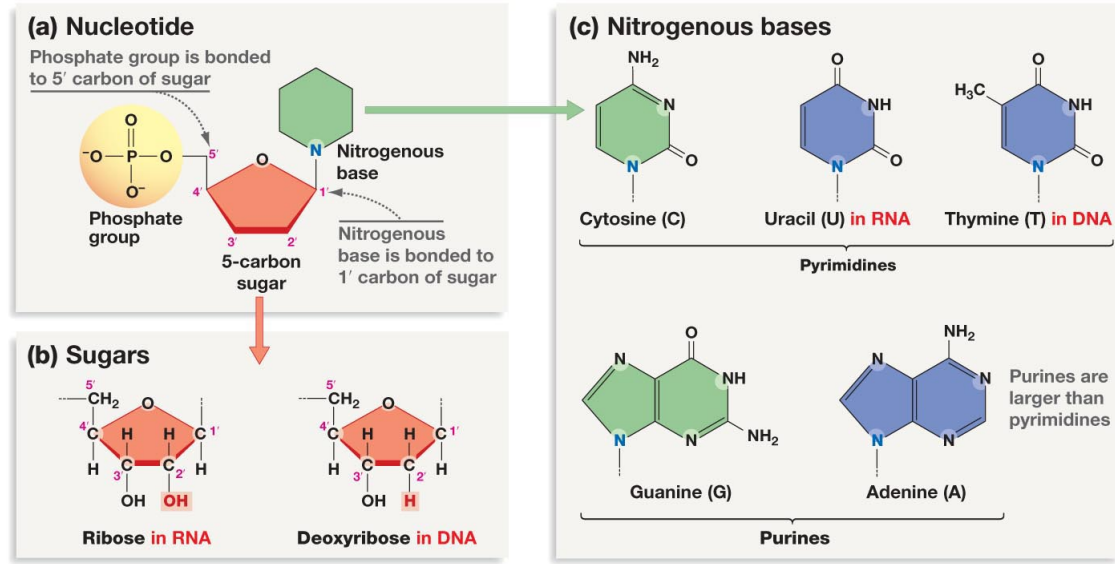 (a) Nucleotide
Phosphate group is bonded
to 5′ carbon of sugar
O
⁻O
P
O
O⁻
5′
Phosphate
group
O
N
Nitrogenous
base
4′
1′
3′
2′
5-carbon
sugar
Nitrogenous
base is bonded to
1′ carbon of sugar
(b) Sugars
5′
CH₂
O
4′
C
H
H
C
1′
H
C
C
H
3′
2′
OH
OH
Ribose in RNA
5′
CH₂
O
4′
C
H
H
C
1′
H
C
C
H
3′
2′
OH
H
Deoxyribose in DNA
(c) Nitrogenous bases
NH₂
N
N
O
Cytosine (C)
O
NH
N
O
Uracil (U) in RNA
O
H₃C
NH
N
O
Thymine (T) in DNA
Pyrimidines
O
N
NH
N
N
NH₂
Guanine (G)
NH₂
N
N
N
N
Adenine (A)
Purines are
larger than
pyrimidines
Purines